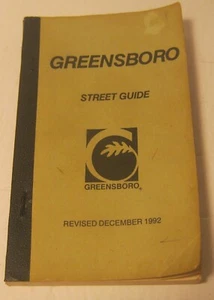 GREENSBORO
STREET GUIDE
GREENSBORO
REVISED DECEMBER 1992